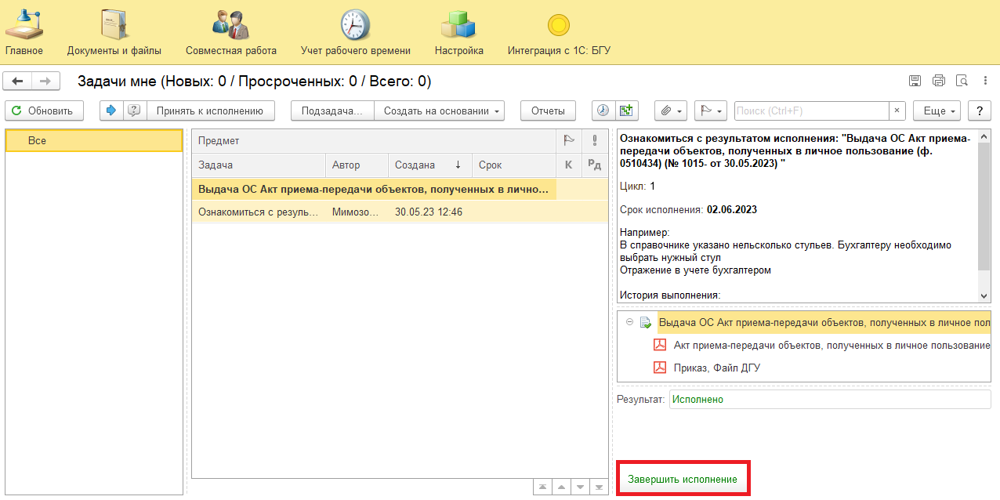 Главное
Документы и файлы
Совместная работа
Учет рабочего времени
Настройка
Интеграция с 1С: БГУ
Задачи мне (Новых: 0 / Просроченных: 0 / Всего: 0)
Обновить
Принять к исполнению
Подзадача...
Создать на основании
Отчеты
Поиск (Ctrl+F)
×
Еще
?
Все
Предмет
Задача
Автор
Создана ↓
Срок
К
Рд
Выдача ОС Акт приема-передачи объектов, полученных в лично...
Ознакомиться с резуль...
Мимозо...
30.05.23 12:46
Ознакомиться с результатом исполнения: "Выдача ОС Акт приема-
передачи объектов, полученных в личное пользование (ф.
0510434) (№ 1015- от 30.05.2023) "
Цикл: 1
Срок исполнения: 02.06.2023
Например:
В справочнике указано нельсколько стульев. Бухгалтеру необходимо
выбрать нужный стул
Отражение в учете бухгалтером
История выполнения:
Выдача ОС Акт приема-передачи объектов, полученных в личное пол
Акт приема-передачи объектов, полученных в личное пользование
Приказ, Файл ДГУ
Результат: Исполнено
Завершить исполнение